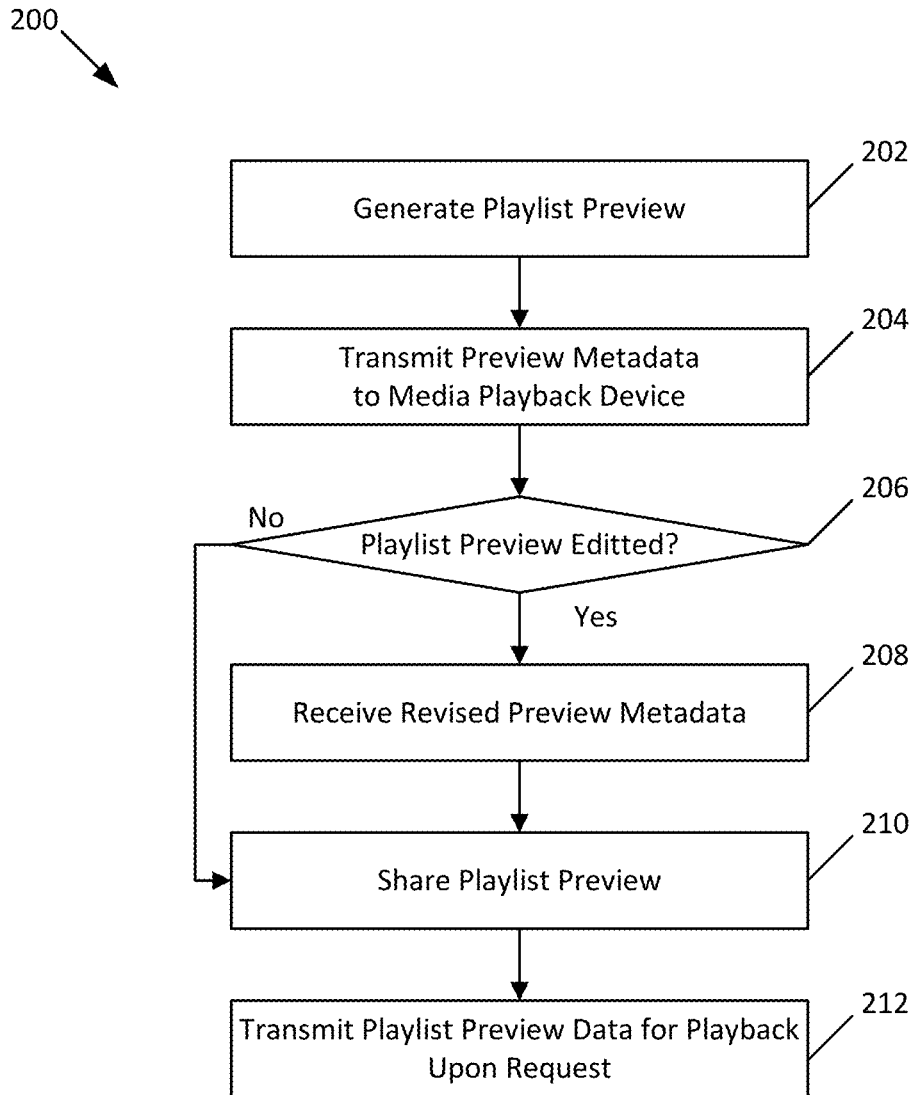 200
202
Generate Playlist Preview
204
Transmit Preview Metadata
to Media Playback Device
206
No
Playlist Preview Editted?
Yes
208
Receive Revised Preview Metadata
210
Share Playlist Preview
212
Transmit Playlist Preview Data for Playback
Upon Request